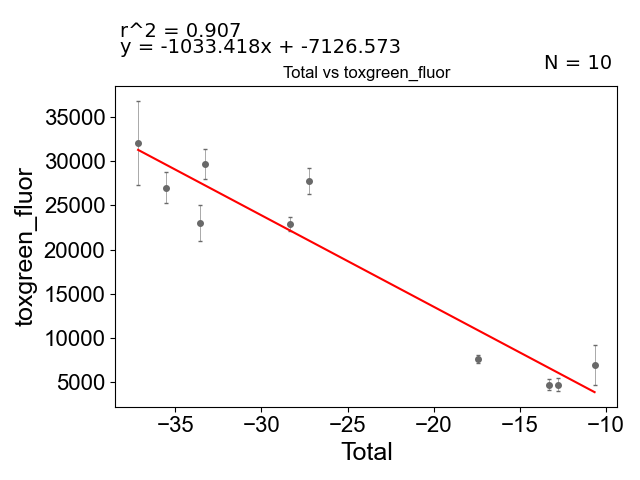 r^2 = 0.907
y = -1033.418x + -7126.573
N = 10
Total vs toxgreen_fluor
35000
30000
25000
20000
15000
10000
5000
toxgreen_fluor
−35
−30
−25
−20
−15
−10
Total